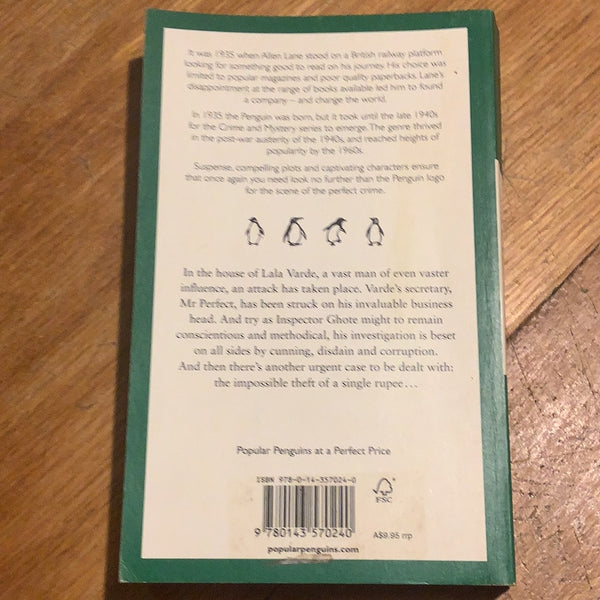 It was 1935 when Allen Lane stood on a British railway platform
looking for something good to read on his journey. His choice was
limited to popular magazines and poor quality paperbacks. Lane's
disappointment at the range of books available led him to found
a company – and change the world.
In 1935 the Penguin was born, but it took until the late 1940s
for the Crime and Mystery series to emerge. The genre thrived
in the post-war austerity of the 1940s, and reached heights of
popularity by the 1960s.
Suspense, compelling plots and captivating characters ensure
that once again you need look no further than the Penguin logo
for the scene of the perfect crime.
In the house of Lala Varde, a vast man of even vaster
influence, an attack has taken place. Varde's secretary,
Mr Perfect, has been struck on his invaluable business
head. And try as Inspector Ghote might to remain
conscientious and methodical, his investigation is beset
on all sides by cunning, disdain and corruption.
And then there's another urgent case to be dealt with:
the impossible theft of a single rupee...
Popular Penguins at a Perfect Price
ISBN 978-0-14-357024-0
9 780143 570240
FSC
A$9.95 rrp
popularpenguins.com